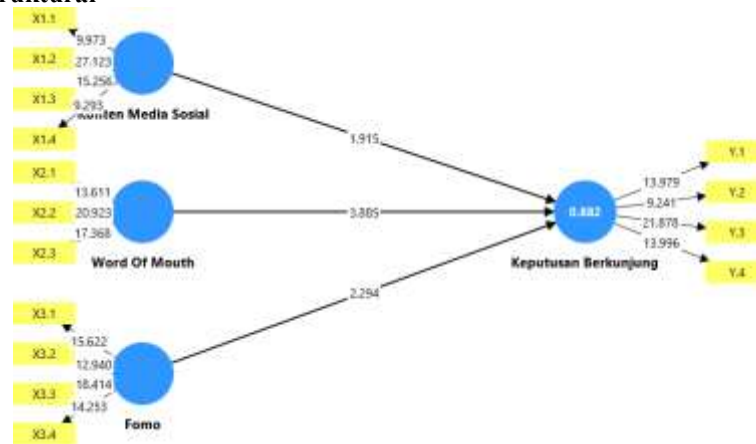 X1.1
9.973
X1.2
27.123
15.256
X1.3
9.293
Konten Media Sosial
X1.4
1.915
X2.1
13.611
X2.2
20.923
17.368
X2.3
Word Of Mouth
3.885
X3.1
15.622
X3.2
12.940
X3.3
18.414
14.253
X3.4
Fomo
2.294
0.882
Keputusan Berkunjung
Y.1
13.979
Y.2
9.241
21.878
Y.3
13.996
Y.4